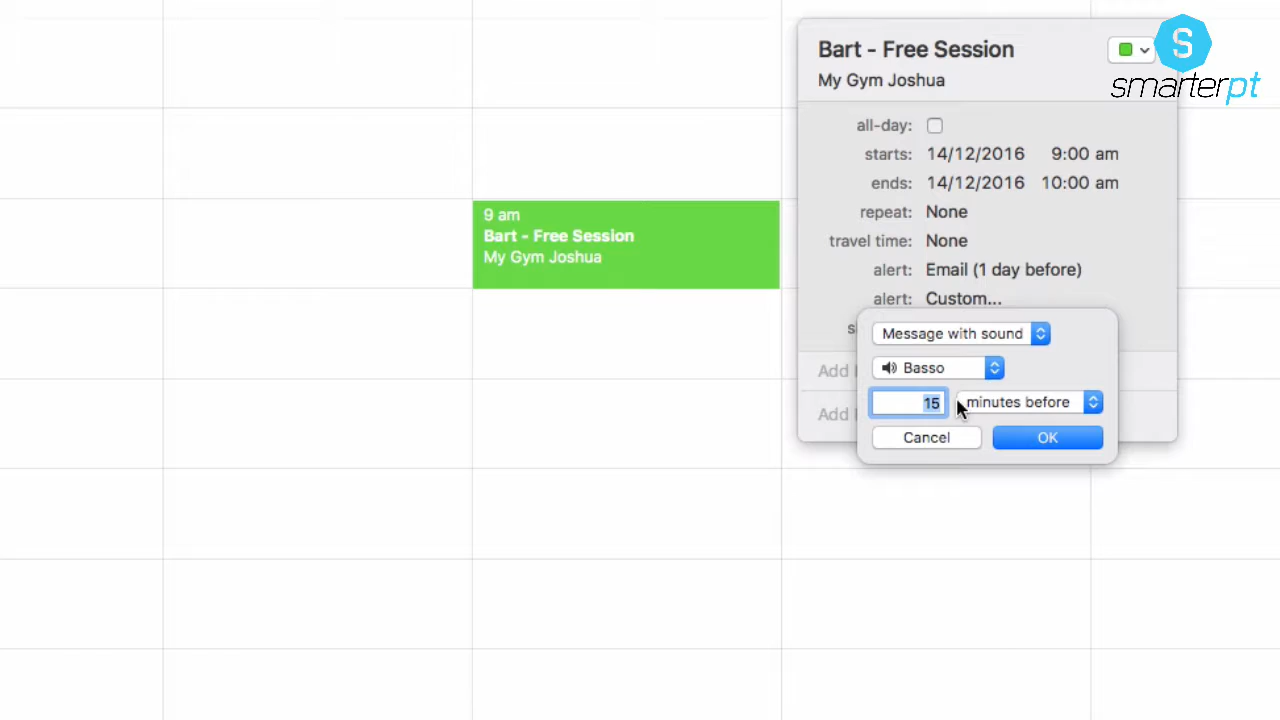 Bart - Free Session
My Gym Joshua
S
smarterpt
all-day:
starts: 14/12/2016 9:00 am
ends: 14/12/2016 10:00 am
repeat: None
travel time: None
alert: Email (1 day before)
alert: Custom...
s
Message with sound
Basso
15 minutes before
Cancel OK
Add
Add
9 am
Bart - Free Session
My Gym Joshua